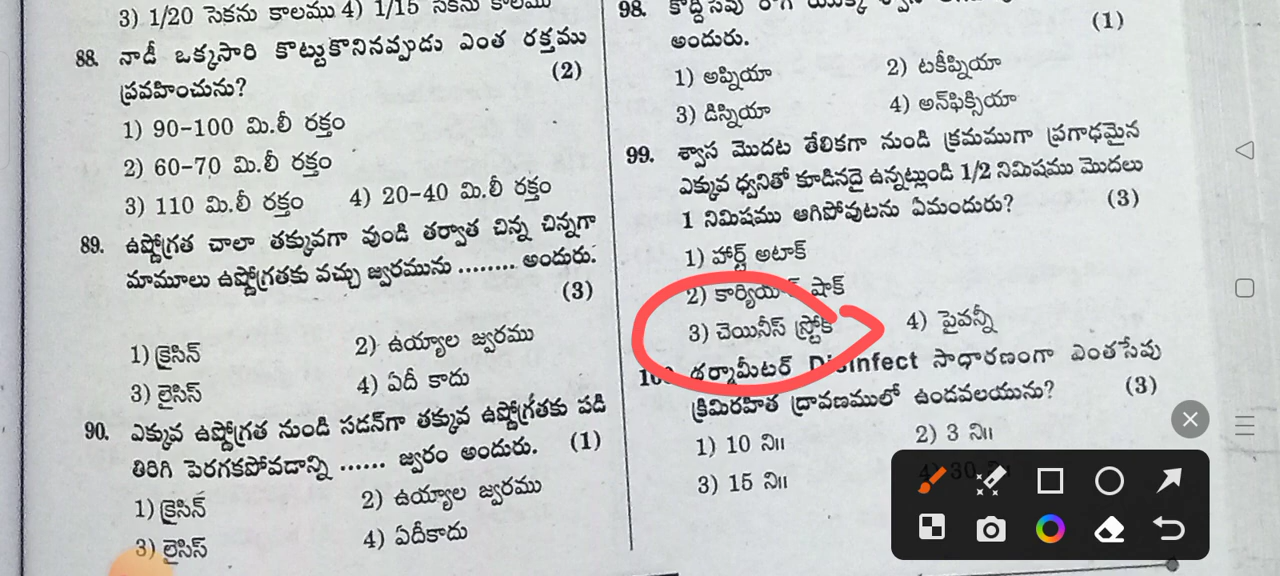 3) 1/20 సెకను కాలము 4) 1/15 సెకను కాలము
88. నాడీ ఒక్కసారి కొట్టుకొనినవ్పుడు ఎంత రక్తము
ప్రవహించును? (2)
1) 90-100 మి.లీ రక్తం
2) 60-70 మి.లీ రక్తం
3) 110 మి.లీ రక్తం 4) 20-40 మి.లీ రక్తం
89. ఉష్ణోగ్రత చాలా తక్కువగా వుండి తర్వాత చిన్న చిన్నగా
మామూలు ఉష్ణోగ్రతకు వచ్చు జ్వరమును ........ అందురు.
(3)
1) క్రైసిన్ 2) ఉయ్యాల జ్వరము
3) లైసిస్ 4) ఏదీ కాదు
90. ఎక్కువ ఉష్ణోగ్రత నుండి సడన్‌గా తక్కువ ఉష్ణోగ్రతకు పడి
తిరిగి పెరగకపోవడాన్ని ...... జ్వరం అందురు. (1)
1) క్రైసిస్ 2) ఉయ్యాల జ్వరము
3) లైసిస్ 4) ఏదీకాదు
98. కొద్దిసేపు
అందురు. (1)
1) అప్నియా 2) టకీప్నియా
3) డిస్నియా 4) అన్‌ఫిక్సియా
99. శ్వాస మొదట తేలికగా నుండి క్రమముగా ప్రగాఢమైన
ఎక్కువ ధ్వనితో కూడినదై ఉన్నట్లుండి 1/2 నిమిషము మొదలు
1 నిమిషము ఆగిపోవుటను ఏమందురు? (3)
1) హార్ట్ అటాక్
2) షాక్
3) చెయినీస్ స్ట్రోక్ 4) పైవన్నీ
థర్మామీటర్ Disinfect సాధారణంగా ఎంతసేపు
క్రిమిరహిత ద్రావణములో ఉండవలయును? (3)
1) 10 ని॥ 2) 3 ని॥
3) 15 ని॥ 4) 30 ని॥